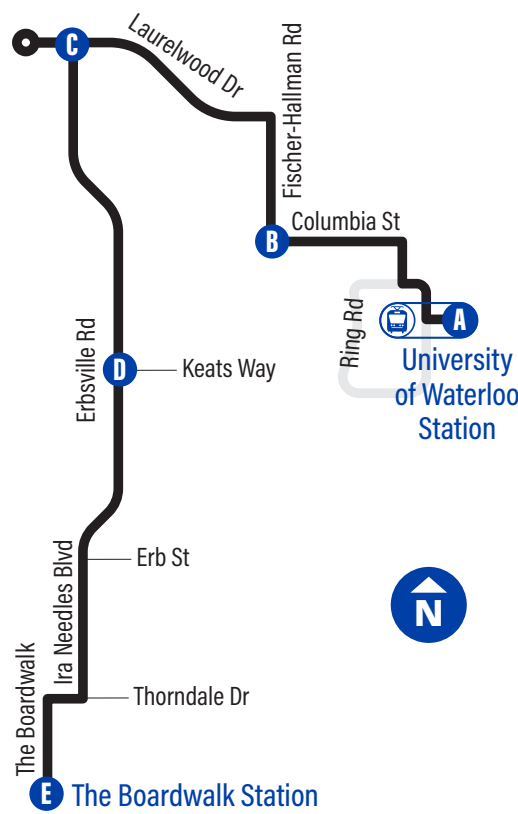 C
Laurelwood Dr
Fischer-Hallman Rd
B
Columbia St
Ring Rd
A
University
of Waterloo
Station
Erbsville Rd
D
Keats Way
Erb St
Ira Needles Blvd
N
The Boardwalk
Thorndale Dr
E
The Boardwalk Station